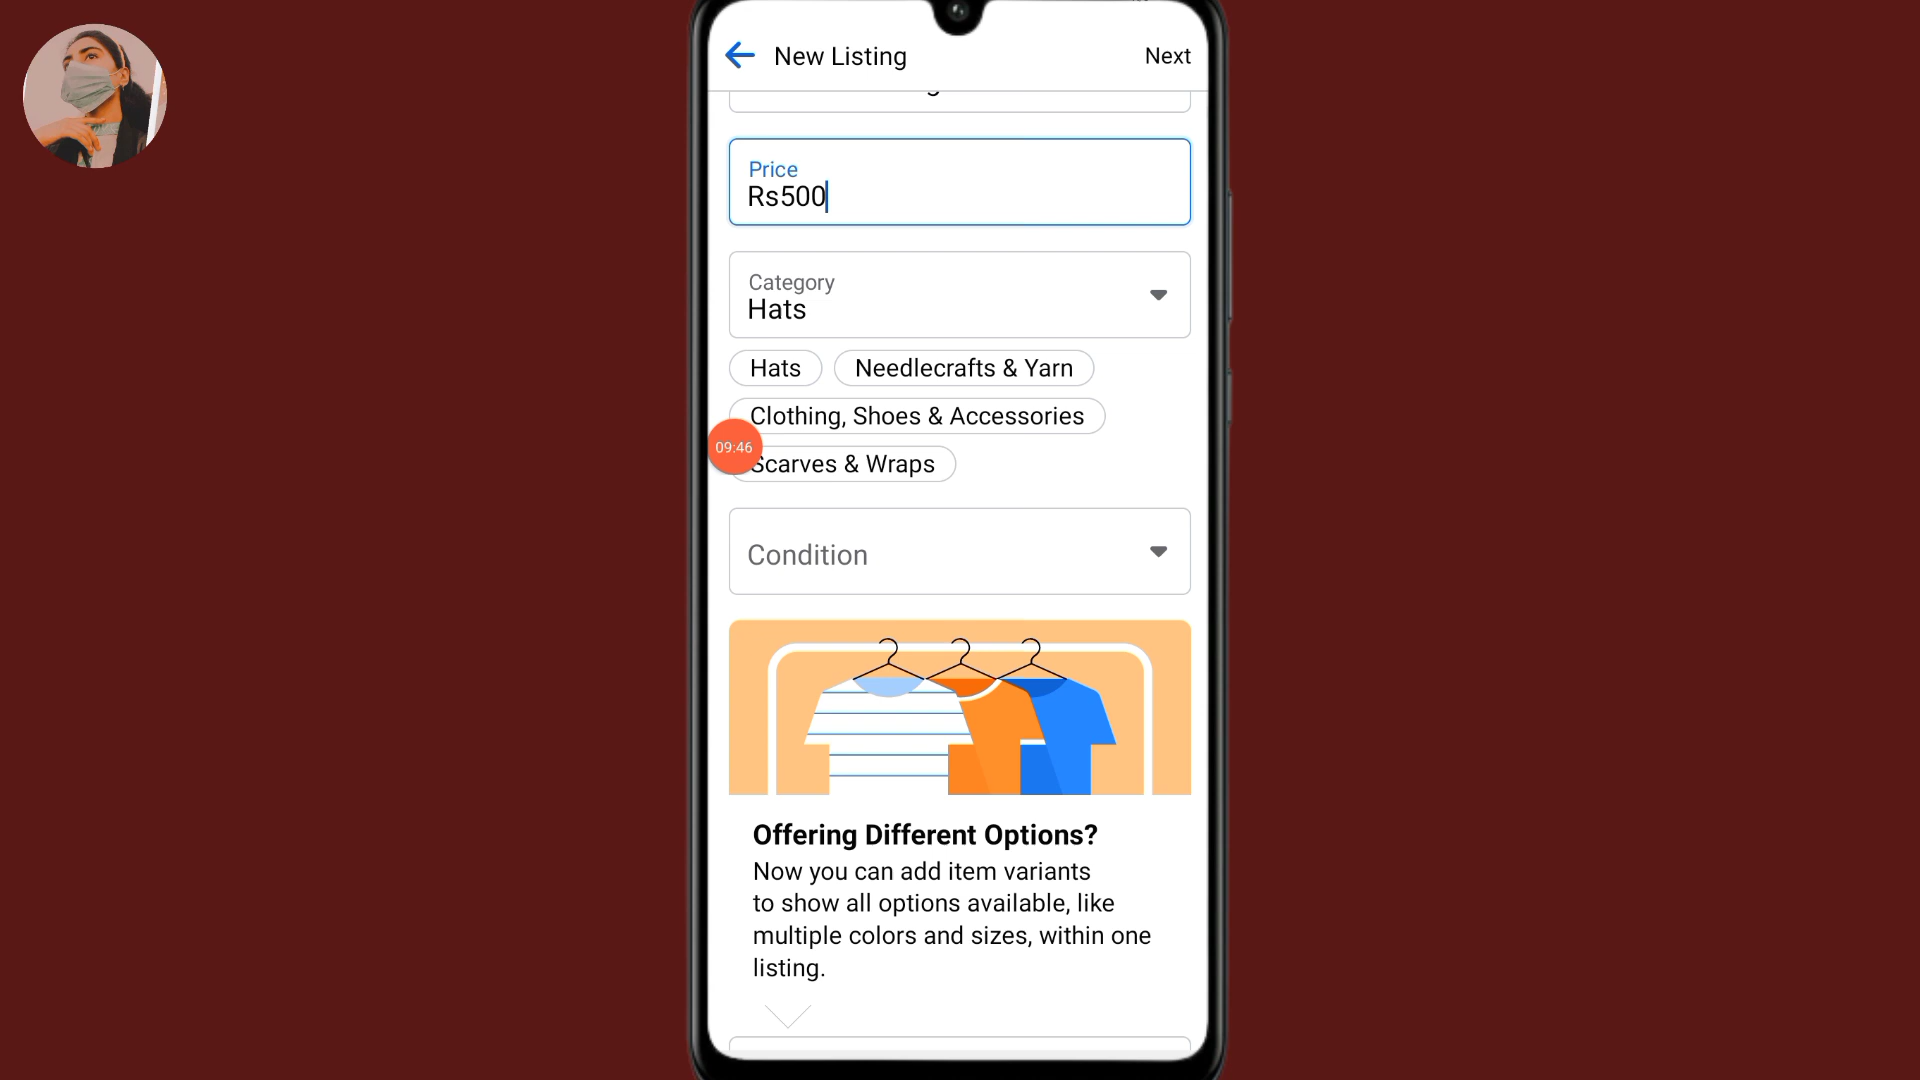 New Listing
Next
Price
Rs500
Category
Hats
Hats
Needlecrafts & Yarn
Clothing, Shoes & Accessories
09:46
Scarves & Wraps
Condition
Offering Different Options?
Now you can add item variants
to show all options available, like
multiple colors and sizes, within one
listing.